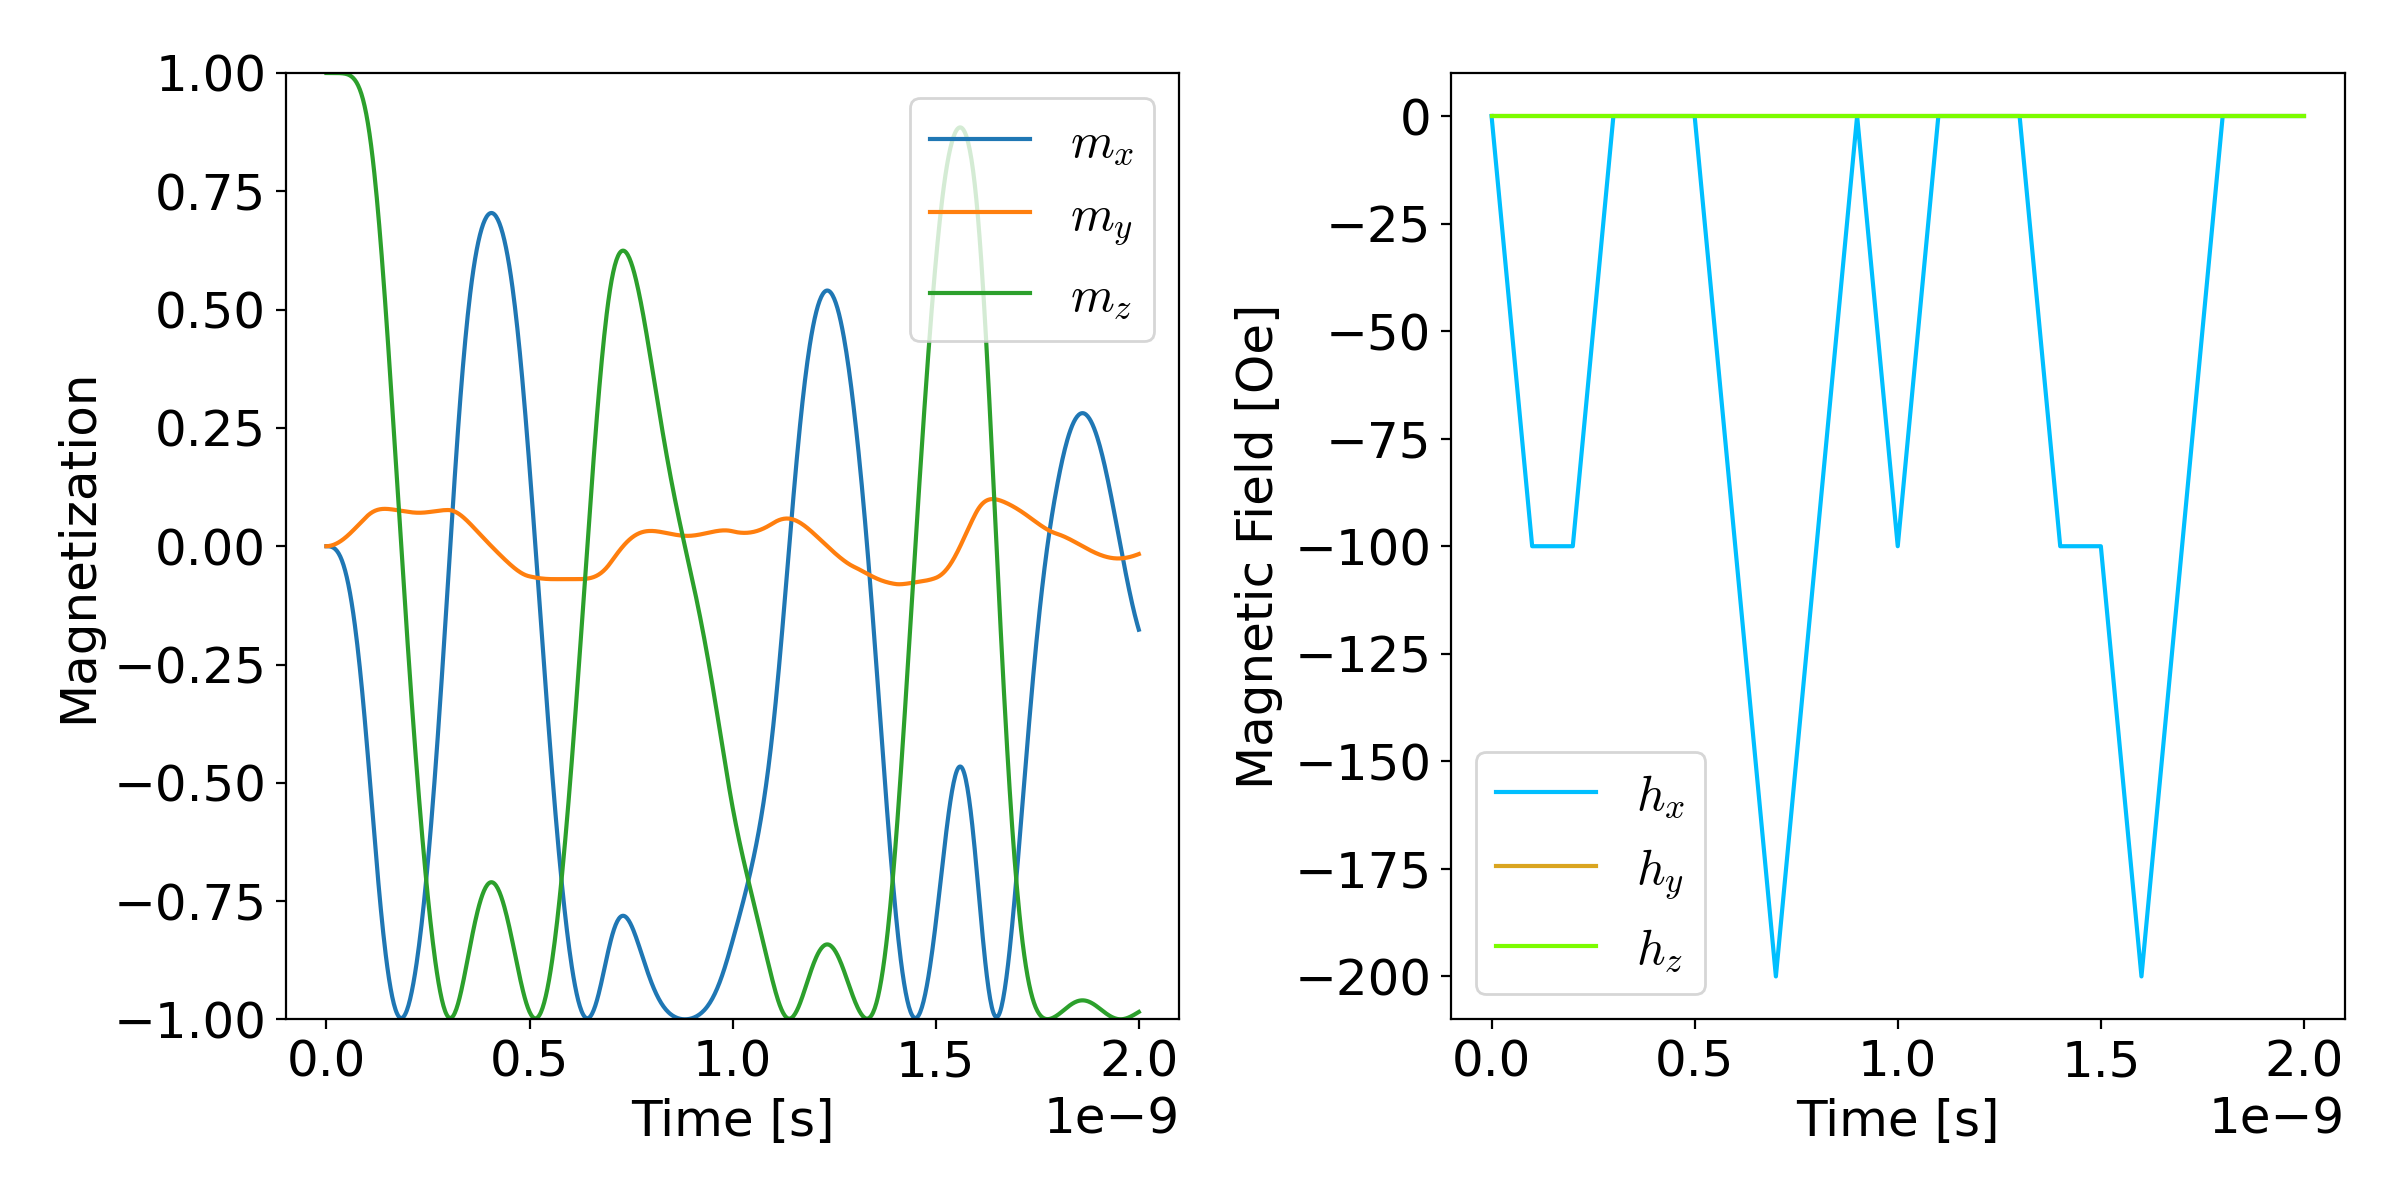 1.00
0.75
0.50
0.25
0.00
−0.25
−0.50
−0.75
−1.00
Magnetization
m_x
m_y
m_z
0.0 0.5 1.0 1.5 2.0
Time [s]
1e−9
0
−25
−50
−75
−100
−125
−150
−175
−200
Magnetic Field [Oe]
h_x
h_y
h_z
0.0 0.5 1.0 1.5 2.0
Time [s]
1e−9